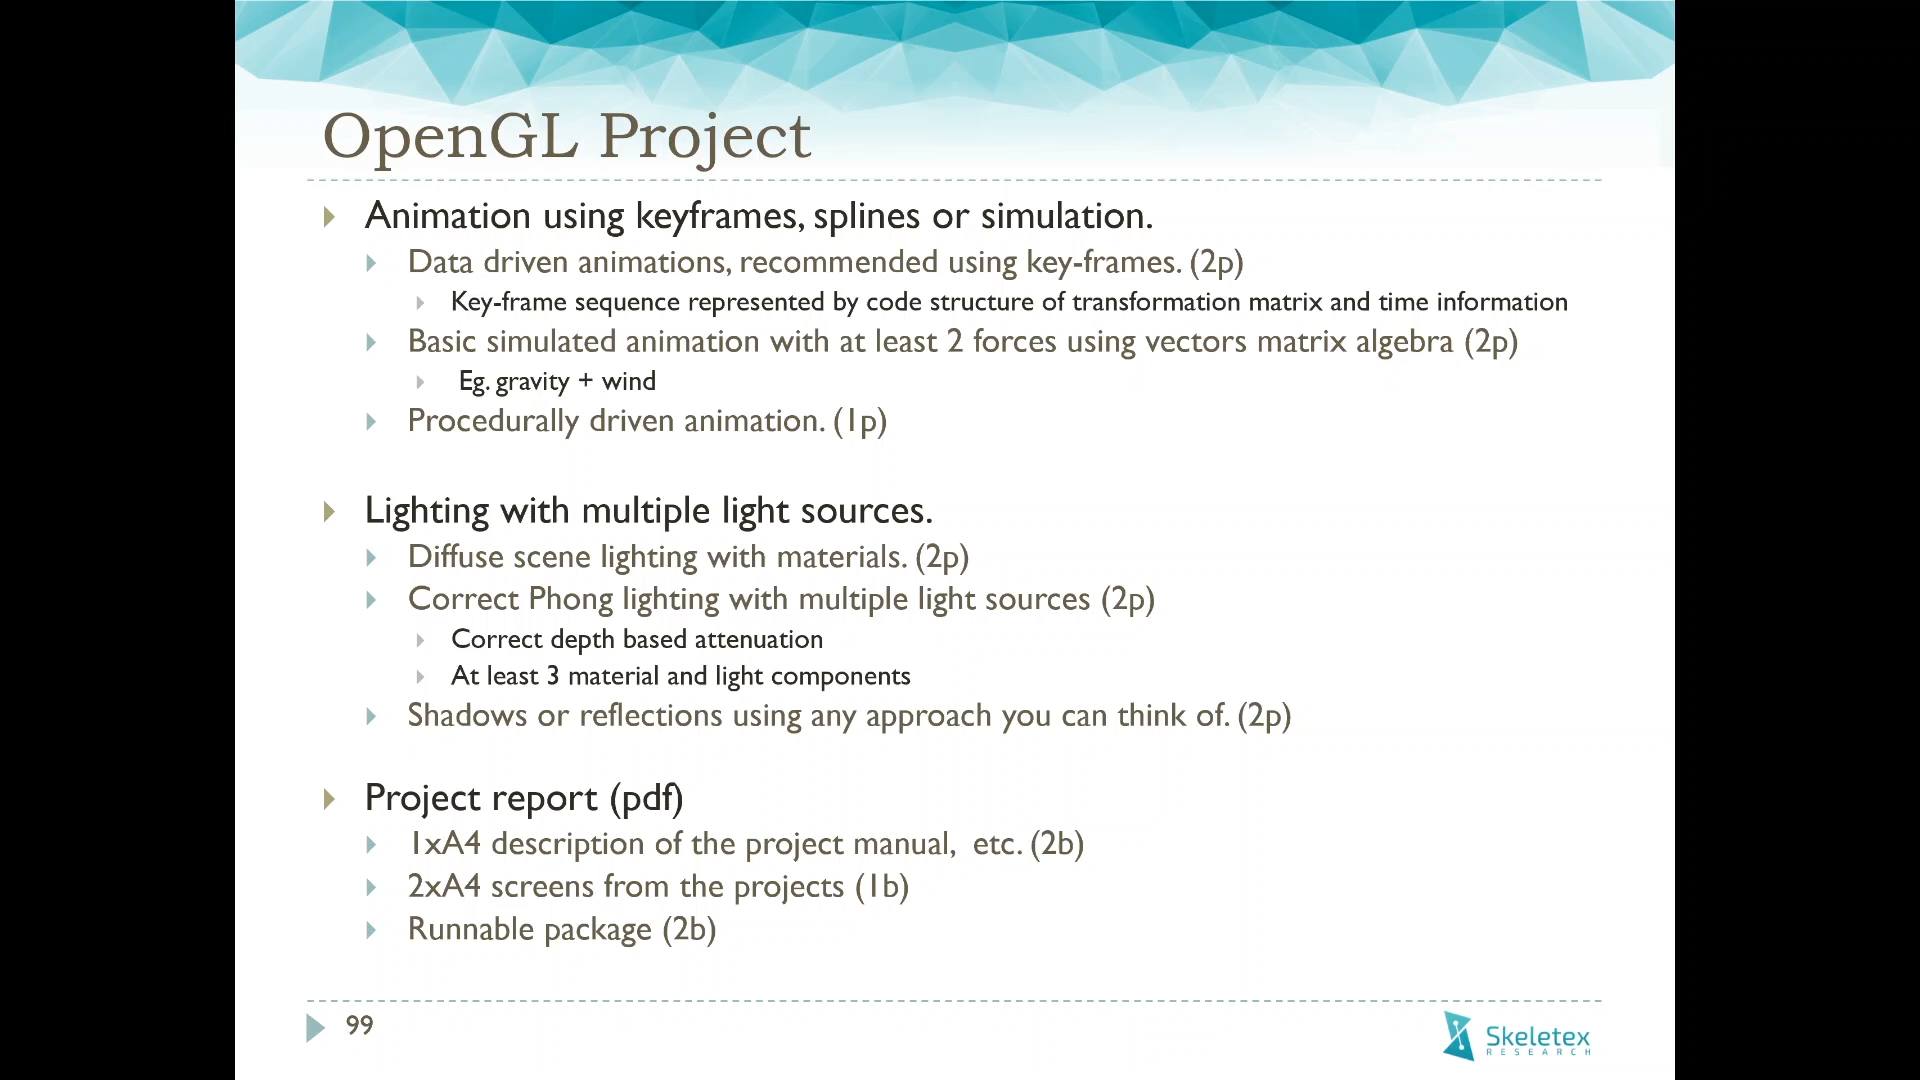 OpenGL Project
Animation using keyframes, splines or simulation.
Data driven animations, recommended using key-frames. (2p)
Key-frame sequence represented by code structure of transformation matrix and time information
Basic simulated animation with at least 2 forces using vectors matrix algebra (2p)
Eg. gravity + wind
Procedurally driven animation. (1p)
Lighting with multiple light sources.
Diffuse scene lighting with materials. (2p)
Correct Phong lighting with multiple light sources (2p)
Correct depth based attenuation
At least 3 material and light components
Shadows or reflections using any approach you can think of. (2p)
Project report (pdf)
1xA4 description of the project manual, etc. (2b)
2xA4 screens from the projects (1b)
Runnable package (2b)
99
Skeletex
RESEARCH